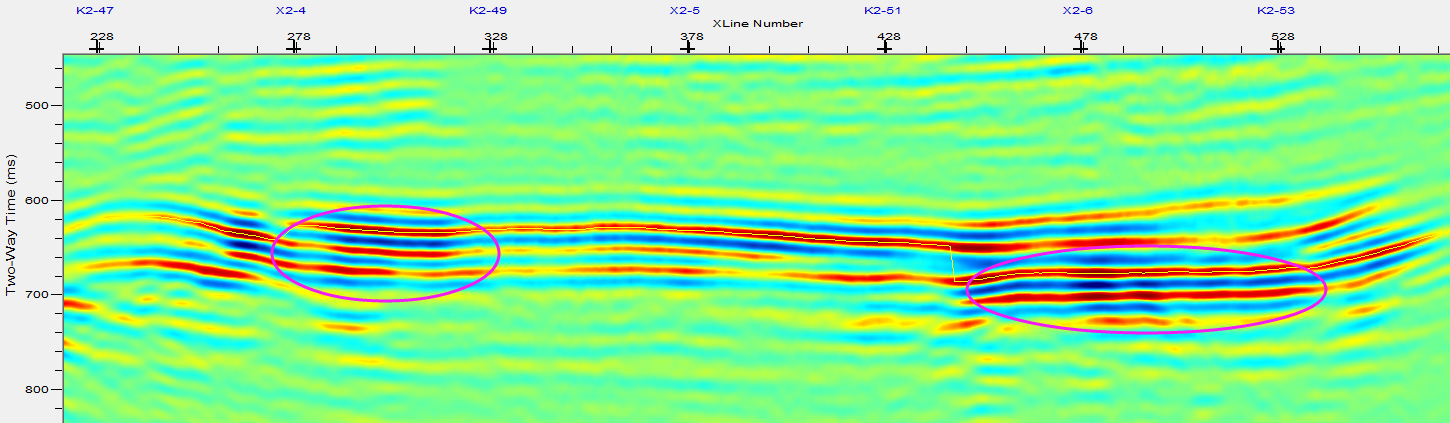 K2-47 X2-4 K2-49 X2-5 K2-51 X2-6 K2-53
XLine Number
228 278 328 378 428 478 528
Two-Way Time (ms)
500
600
700
800